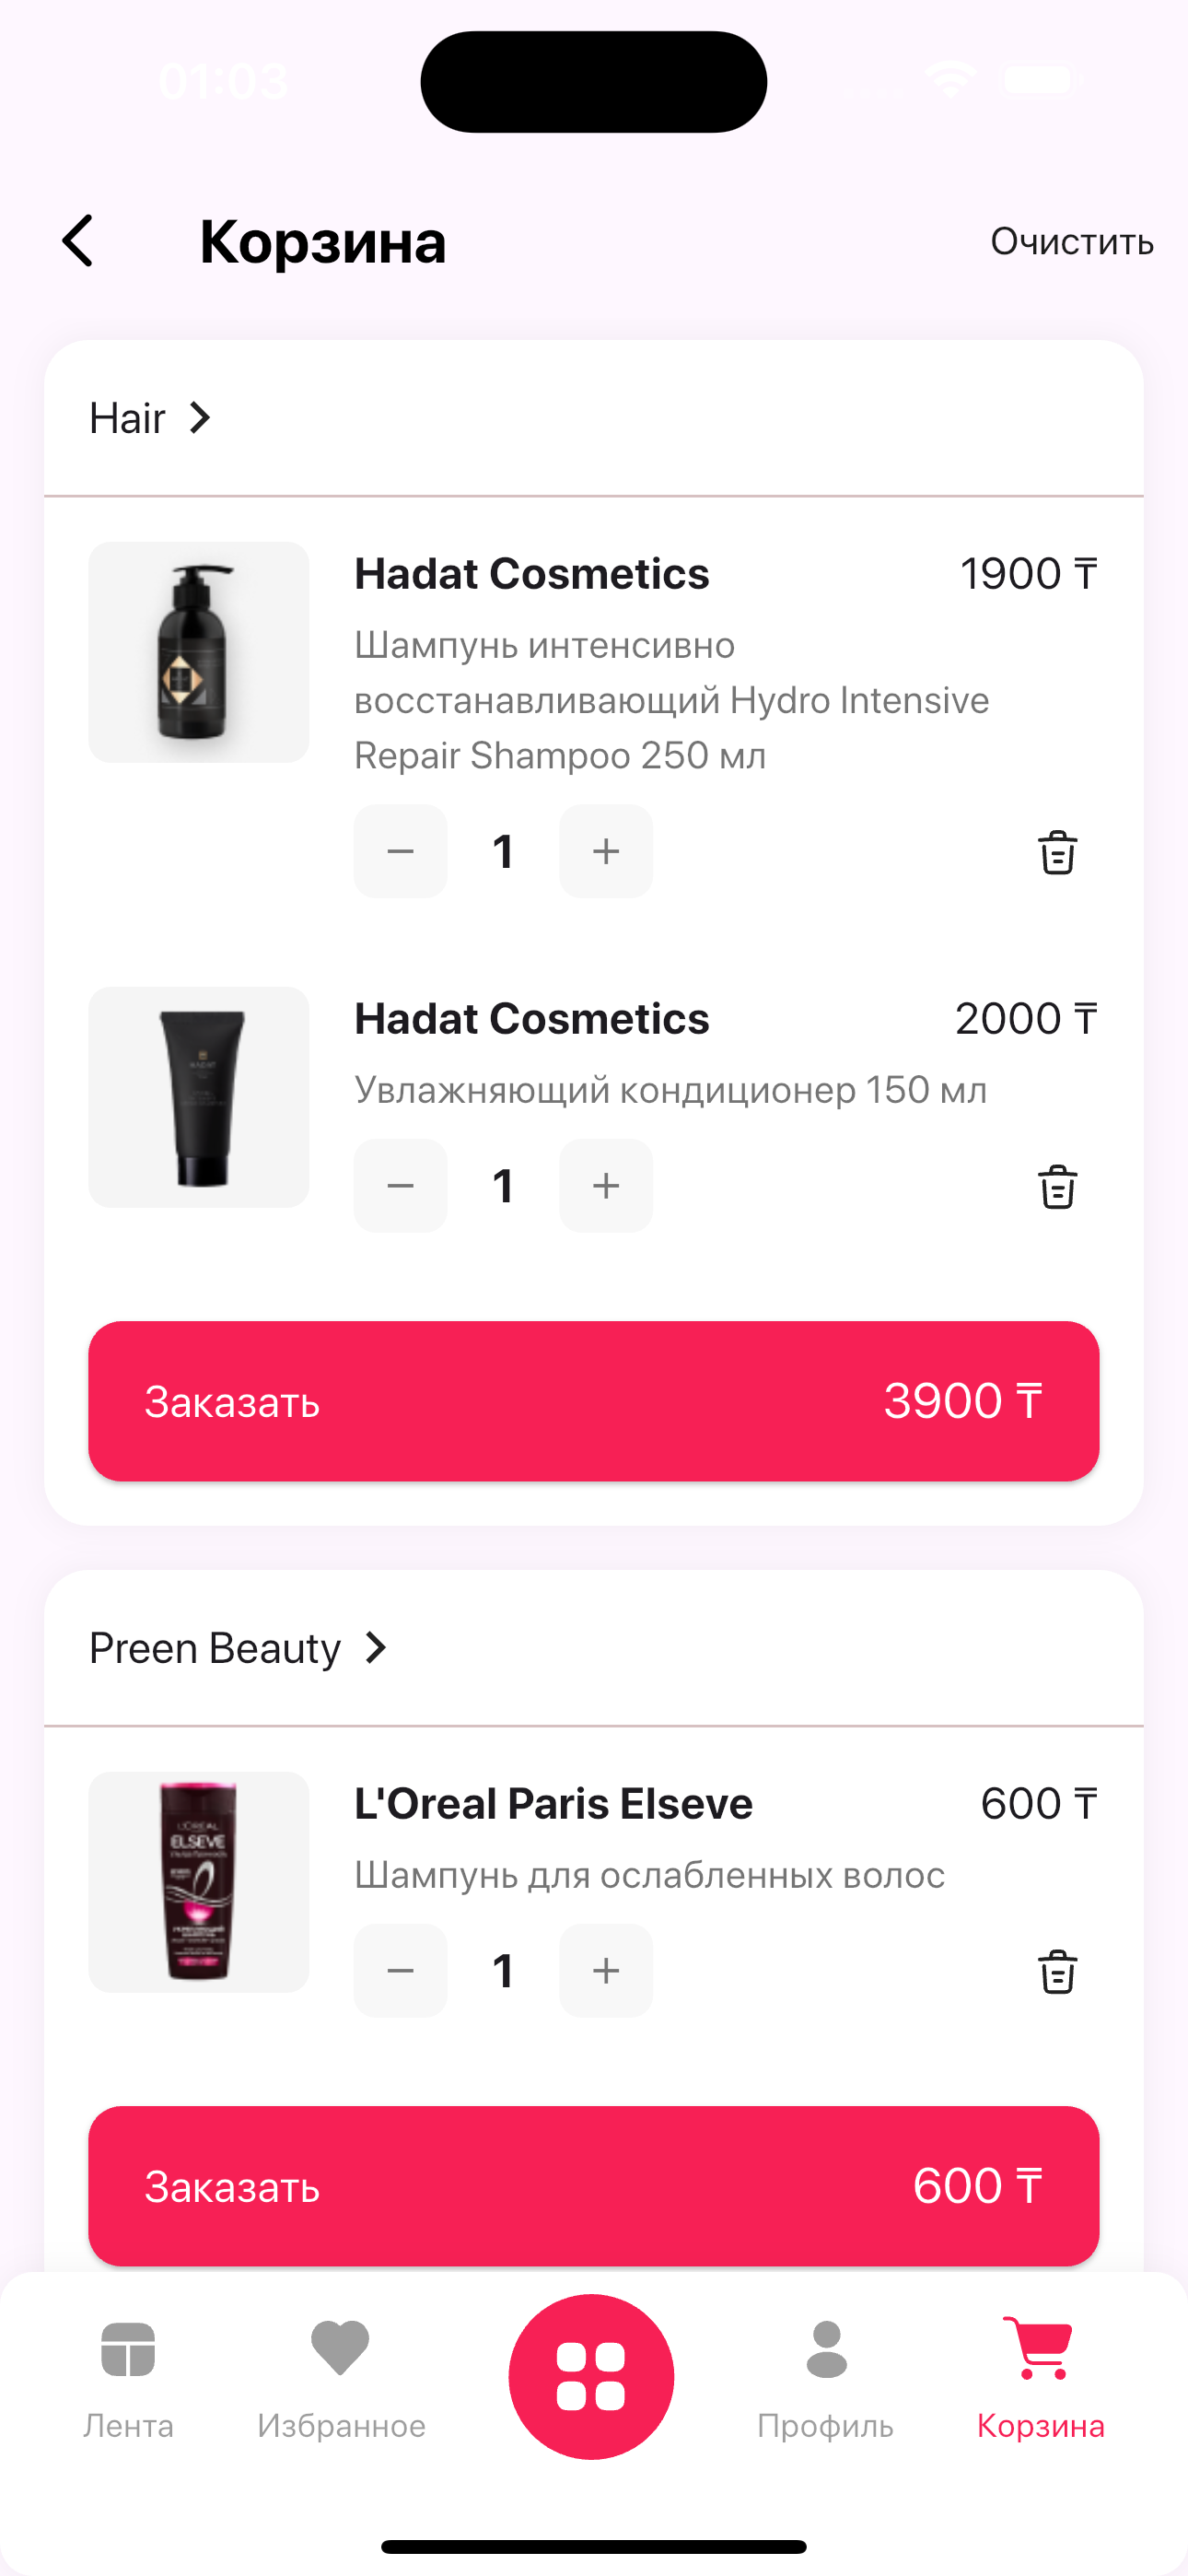 01:03
Корзина
Очистить
Hair
Hadat Cosmetics
1900 ₸
Шампунь интенсивно
восстанавливающий Hydro Intensive
Repair Shampoo 250 мл
1
Hadat Cosmetics
2000 ₸
Увлажняющий кондиционер 150 мл
1
Заказать
3900 ₸
Preen Beauty
L'OREAL
ELSEVE
L'Oreal Paris Elseve
600 ₸
Шампунь для ослабленных волос
1
Заказать
600 ₸
Лента
Избранное
Профиль
Корзина